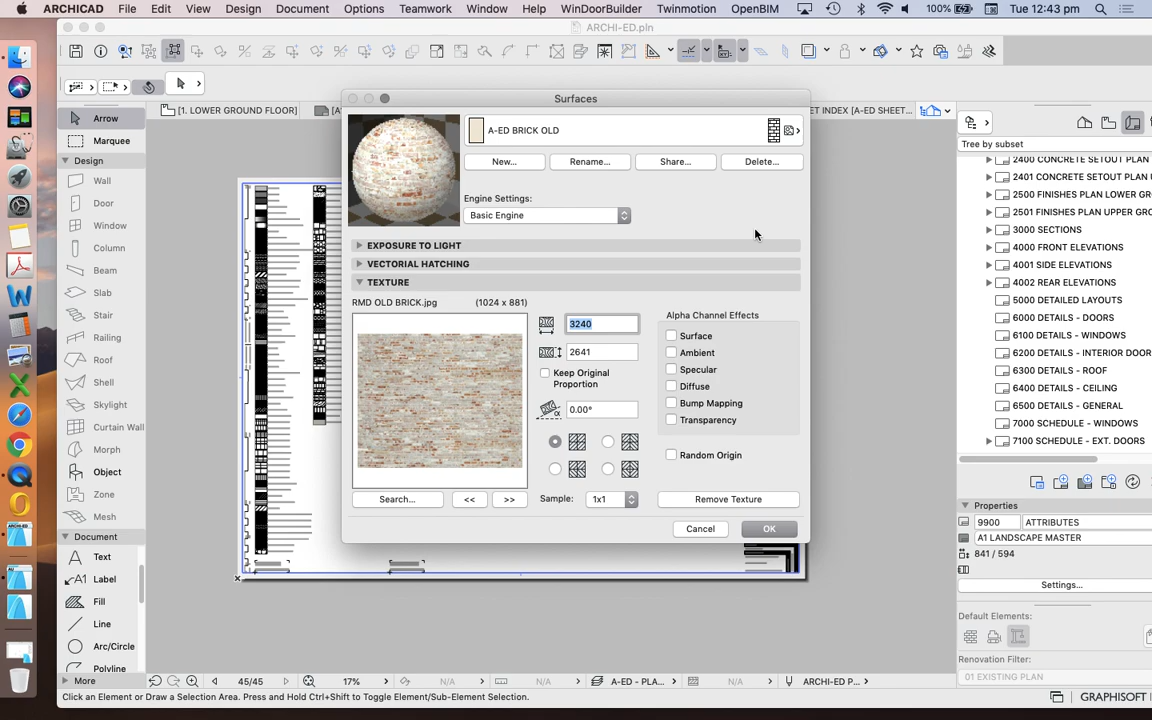 ARCHICAD File Edit View Design Document Options Teamwork Window Help WinDoorBuilder Twinmotion OpenBIM 100% Tue 12:43 pm
ARCHI-ED.pln
[1. LOWER GROUND FLOOR]
ET INDEX [A-ED SHEET...
Arrow
Marquee
Design
Wall
Door
Window
Column
Beam
Slab
Stair
Railing
Roof
Shell
Skylight
Curtain Wall
Morph
Object
Zone
Mesh
Document
Text
A1 Label
Fill
Line
Arc/Circle
Polyline
More
Surfaces
A-ED BRICK OLD
New... Rename... Share... Delete...
Engine Settings:
Basic Engine
EXPOSURE TO LIGHT
VECTORIAL HATCHING
TEXTURE
RMD OLD BRICK.jpg (1024 x 881)
3240
2641
Keep Original
Proportion
0.00°
Alpha Channel Effects
Surface
Ambient
Specular
Diffuse
Bump Mapping
Transparency
Random Origin
Search... << >> Sample: 1x1 Remove Texture
Cancel OK
Tree by subset
2400 CONCRETE SETOUT PLAN
2401 CONCRETE SETOUT PLAN U
2500 FINISHES PLAN LOWER GR
2501 FINISHES PLAN UPPER GRO
3000 SECTIONS
4000 FRONT ELEVATIONS
4001 SIDE ELEVATIONS
4002 REAR ELEVATIONS
5000 DETAILED LAYOUTS
6000 DETAILS - DOORS
6100 DETAILS - WINDOWS
6200 DETAILS - INTERIOR DOOR
6300 DETAILS - ROOF
6400 DETAILS - CEILING
6500 DETAILS - GENERAL
7000 SCHEDULE - WINDOWS
7100 SCHEDULE - EXT. DOORS
Properties
9900 ATTRIBUTES
A1 LANDSCAPE MASTER
841 / 594
Settings...
Default Elements:
Renovation Filter:
01 EXISTING PLAN
45/45 17% N/A N/A A-ED - PLA... N/A ARCHI-ED P...
Click an Element or Draw a Selection Area. Press and Hold Ctrl+Shift to Toggle Element/Sub-Element Selection.
GRAPHISOFT